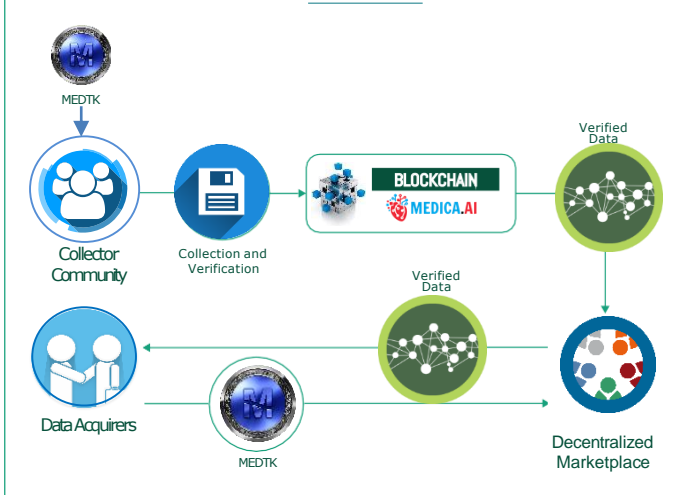 MEDTK
Collector
Community
Collection and
Verification
BLOCKCHAIN
MEDICA.AI
Verified
Data
Verified
Data
Data Acquirers
M
MEDTK
Decentralized
Marketplace